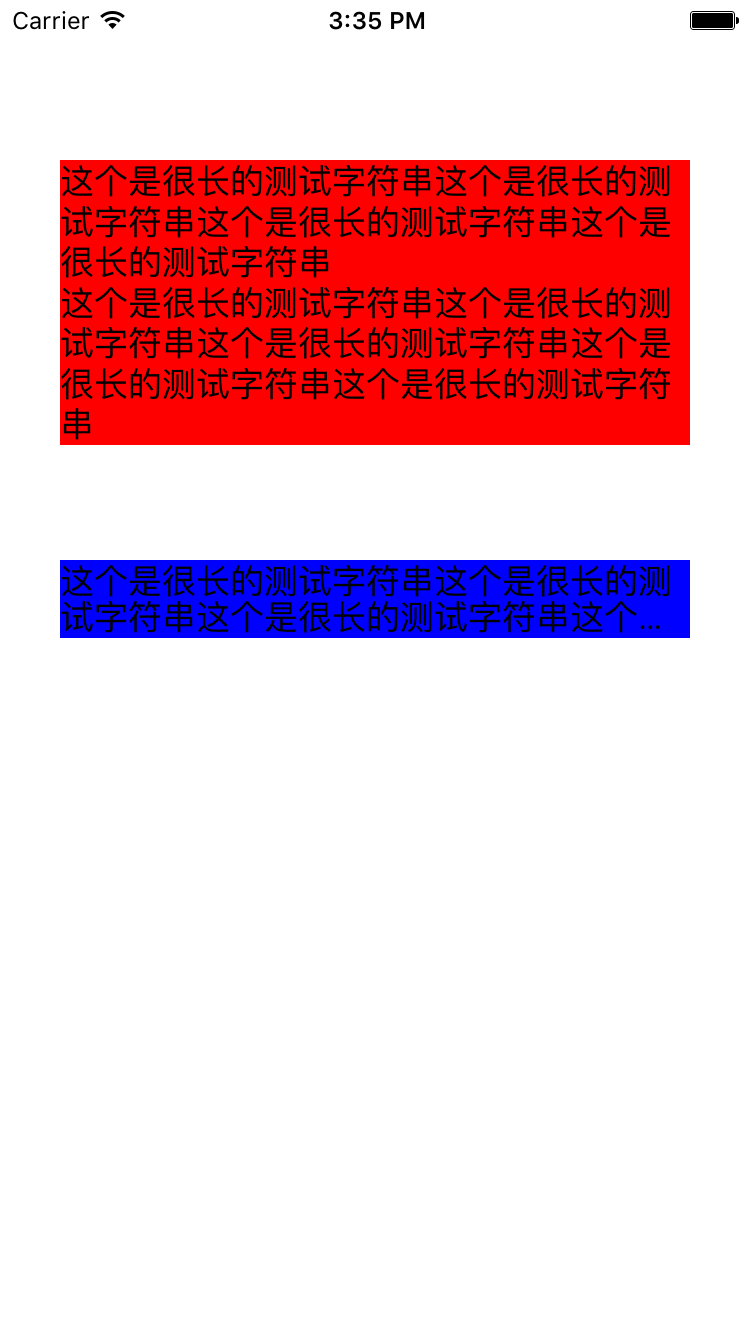 Carrier 3:35 PM
这个是很长的测试字符串这个是很长的测
试字符串这个是很长的测试字符串这个是
很长的测试字符串
这个是很长的测试字符串这个是很长的测
试字符串这个是很长的测试字符串这个是
很长的测试字符串这个是很长的测试字符
串
这个是很长的测试字符串这个是很长的测
试字符串这个是很长的测试字符串这个...